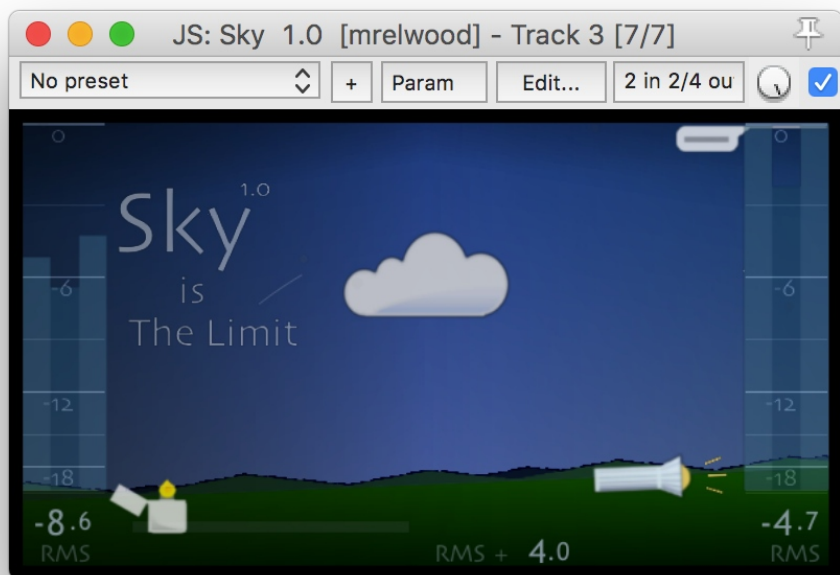 JS: Sky 1.0 [mrelwood] - Track 3 [7/7]
No preset
+
Param
Edit...
2 in 2/4 ou
0
0
Sky 1.0
is
The Limit
-6
-6
-12
-12
-18
-18
-8.6
-4.7
RMS
RMS + 4.0
RMS